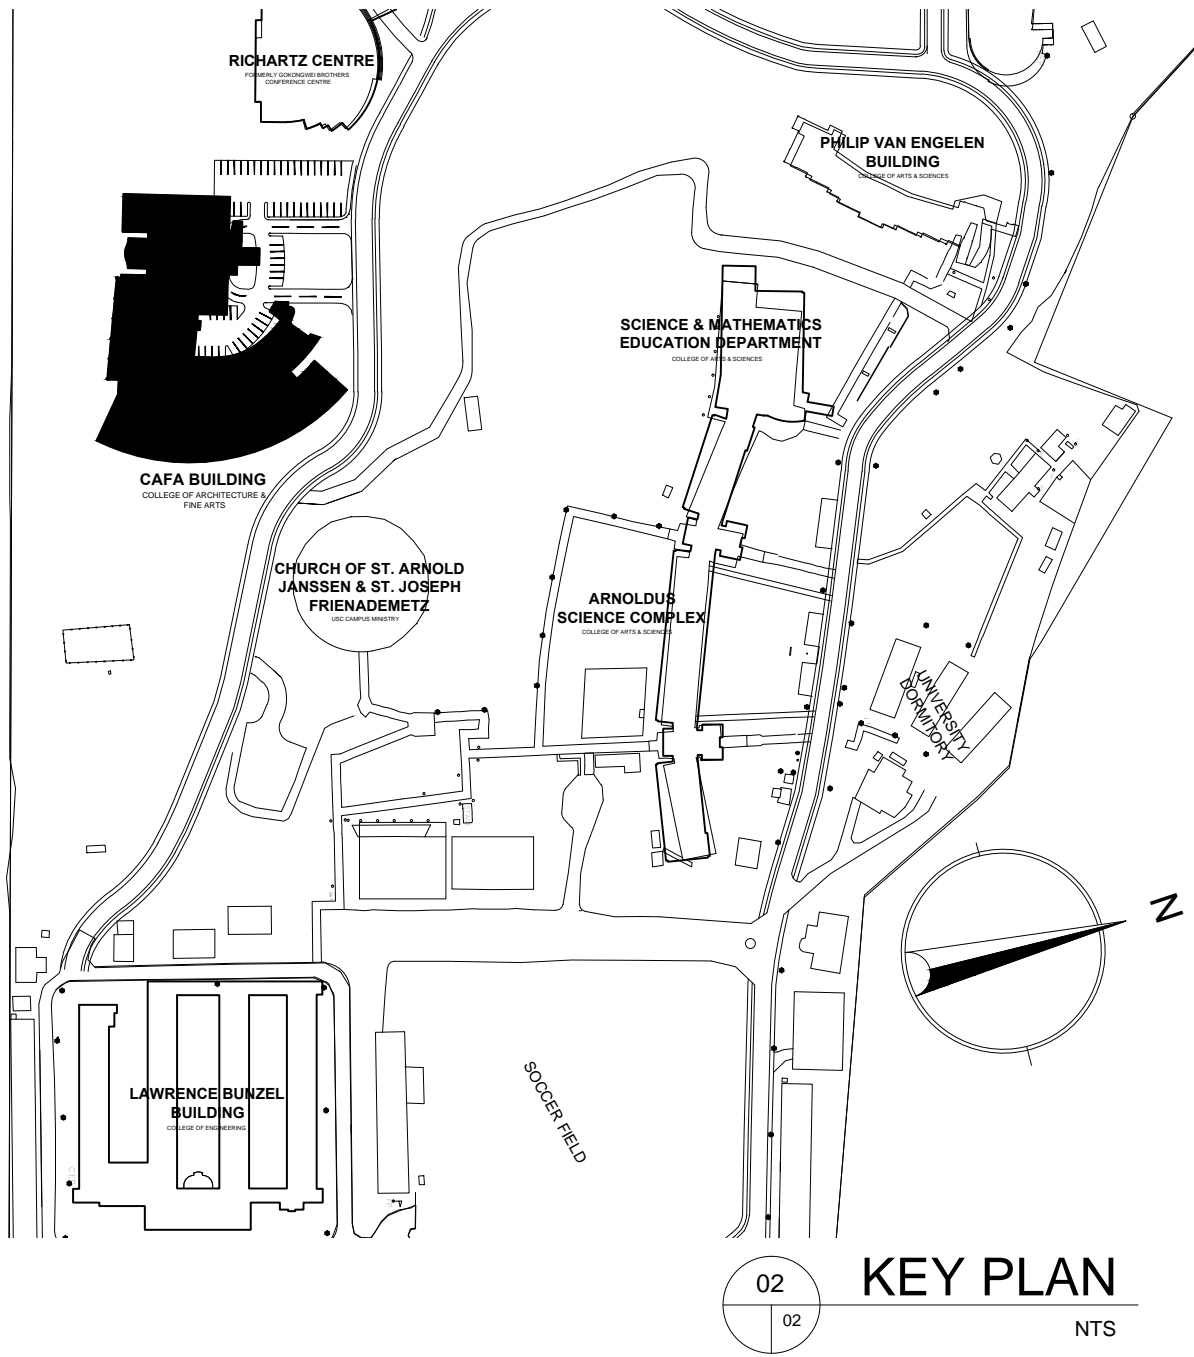 RICHARTZ CENTRE
FORMERLY GOKONGWEI BROTHERS
CONFERENCE CENTRE
PHILIP VAN ENGELEN
BUILDING
COLLEGE OF ARTS & SCIENCES
SCIENCE & MATHEMATICS
EDUCATION DEPARTMENT
COLLEGE OF ARTS & SCIENCES
CAFA BUILDING
COLLEGE OF ARCHITECTURE &
FINE ARTS
CHURCH OF ST. ARNOLD
JANSSEN & ST. JOSEPH
FRIENADEMETZ
USC CAMPUS MINISTRY
ARNOLDUS
SCIENCE COMPLEX
COLLEGE OF ARTS & SCIENCES
UNIVERSITY
DORMITORY
N
LAWRENCE BUNZEL
BUILDING
COLLEGE OF ENGINEERING
SOCCER FIELD
02
02
KEY PLAN
NTS